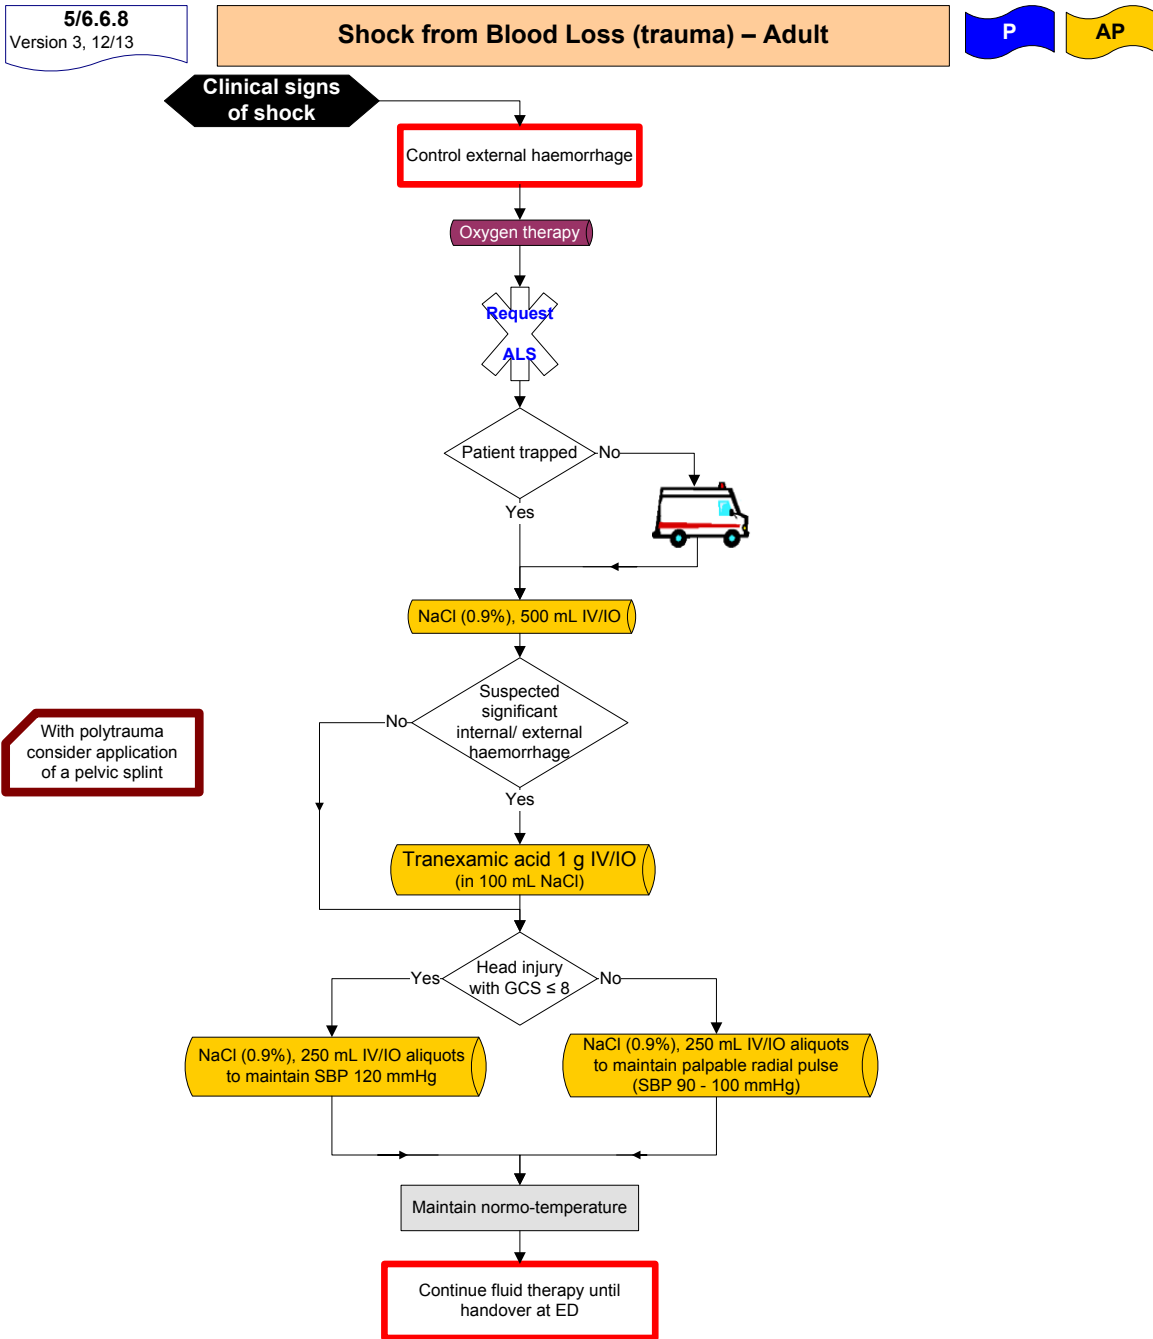 5/6.6.8
Version 3, 12/13
Shock from Blood Loss (trauma) – Adult
P
AP
Clinical signs
of shock
Control external haemorrhage
Oxygen therapy
Request
ALS
Patient trapped
No
Yes
NaCl (0.9%), 500 mL IV/IO
Suspected
significant
internal/ external
haemorrhage
No
Yes
With polytrauma
consider application
of a pelvic splint
Tranexamic acid 1 g IV/IO
(in 100 mL NaCl)
Head injury
with GCS ≤ 8
Yes
No
NaCl (0.9%), 250 mL IV/IO aliquots
to maintain SBP 120 mmHg
NaCl (0.9%), 250 mL IV/IO aliquots
to maintain palpable radial pulse
(SBP 90 - 100 mmHg)
Maintain normo-temperature
Continue fluid therapy until
handover at ED